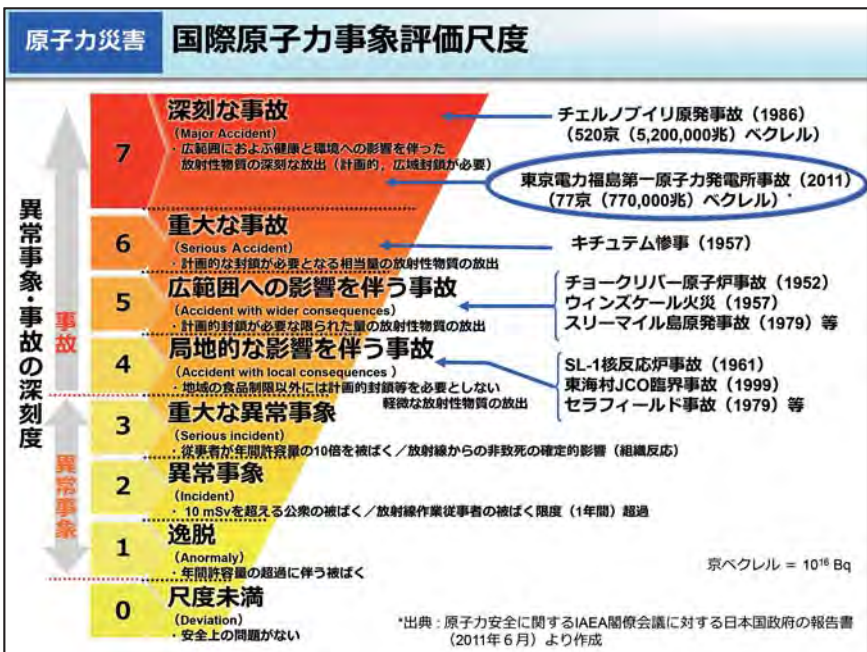 原子力災害
国際原子力事象評価尺度
異常事象・事故の深刻度
事故
異常事象
7
深刻な事故
(Major Accident)
・広範囲におよぶ健康と環境への影響を伴った
放射性物質の深刻な放出(計画的,広域封鎖が必要)
チェルノブイリ原発事故(1986)
(520京(5,200,000兆)ベクレル)
東京電力福島第一原子力発電所事故(2011)
(77京(770,000兆)ベクレル)*
6
重大な事故
(Serious Accident)
・計画的な封鎖が必要となる相当量の放射性物質の放出
キチュテム惨事(1957)
5
広範囲への影響を伴う事故
(Accident with wider consequences)
・計画的封鎖が必要な限られた量の放射性物質の放出
チョークリバー原子炉事故(1952)
ウィンズケール火災(1957)
スリーマイル島原発事故(1979)等
4
局地的な影響を伴う事故
(Accident with local consequences )
・地域の食品制限以外には計画的封鎖等を必要としない
軽微な放射性物質の放出
SL-1核反応炉事故(1961)
東海村JCO臨界事故(1999)
セラフィールド事故(1979)等
3
重大な異常事象
(Serious incident)
・従事者が年間許容量の10倍を被ばく/放射線からの非致死の確定的影響(組織反応)
2
異常事象
(Incident)
・10 mSvを超える公衆の被ばく/放射線作業従事者の被ばく限度(1年間)超過
1
逸脱
(Anormaly)
・年間許容量の超過に伴う被ばく
0
尺度未満
(Deviation)
・安全上の問題がない
京ベクレル = 10¹⁶ Bq
*出典:原子力安全に関するIAEA閣僚会議に対する日本国政府の報告書
(2011年6月)より作成